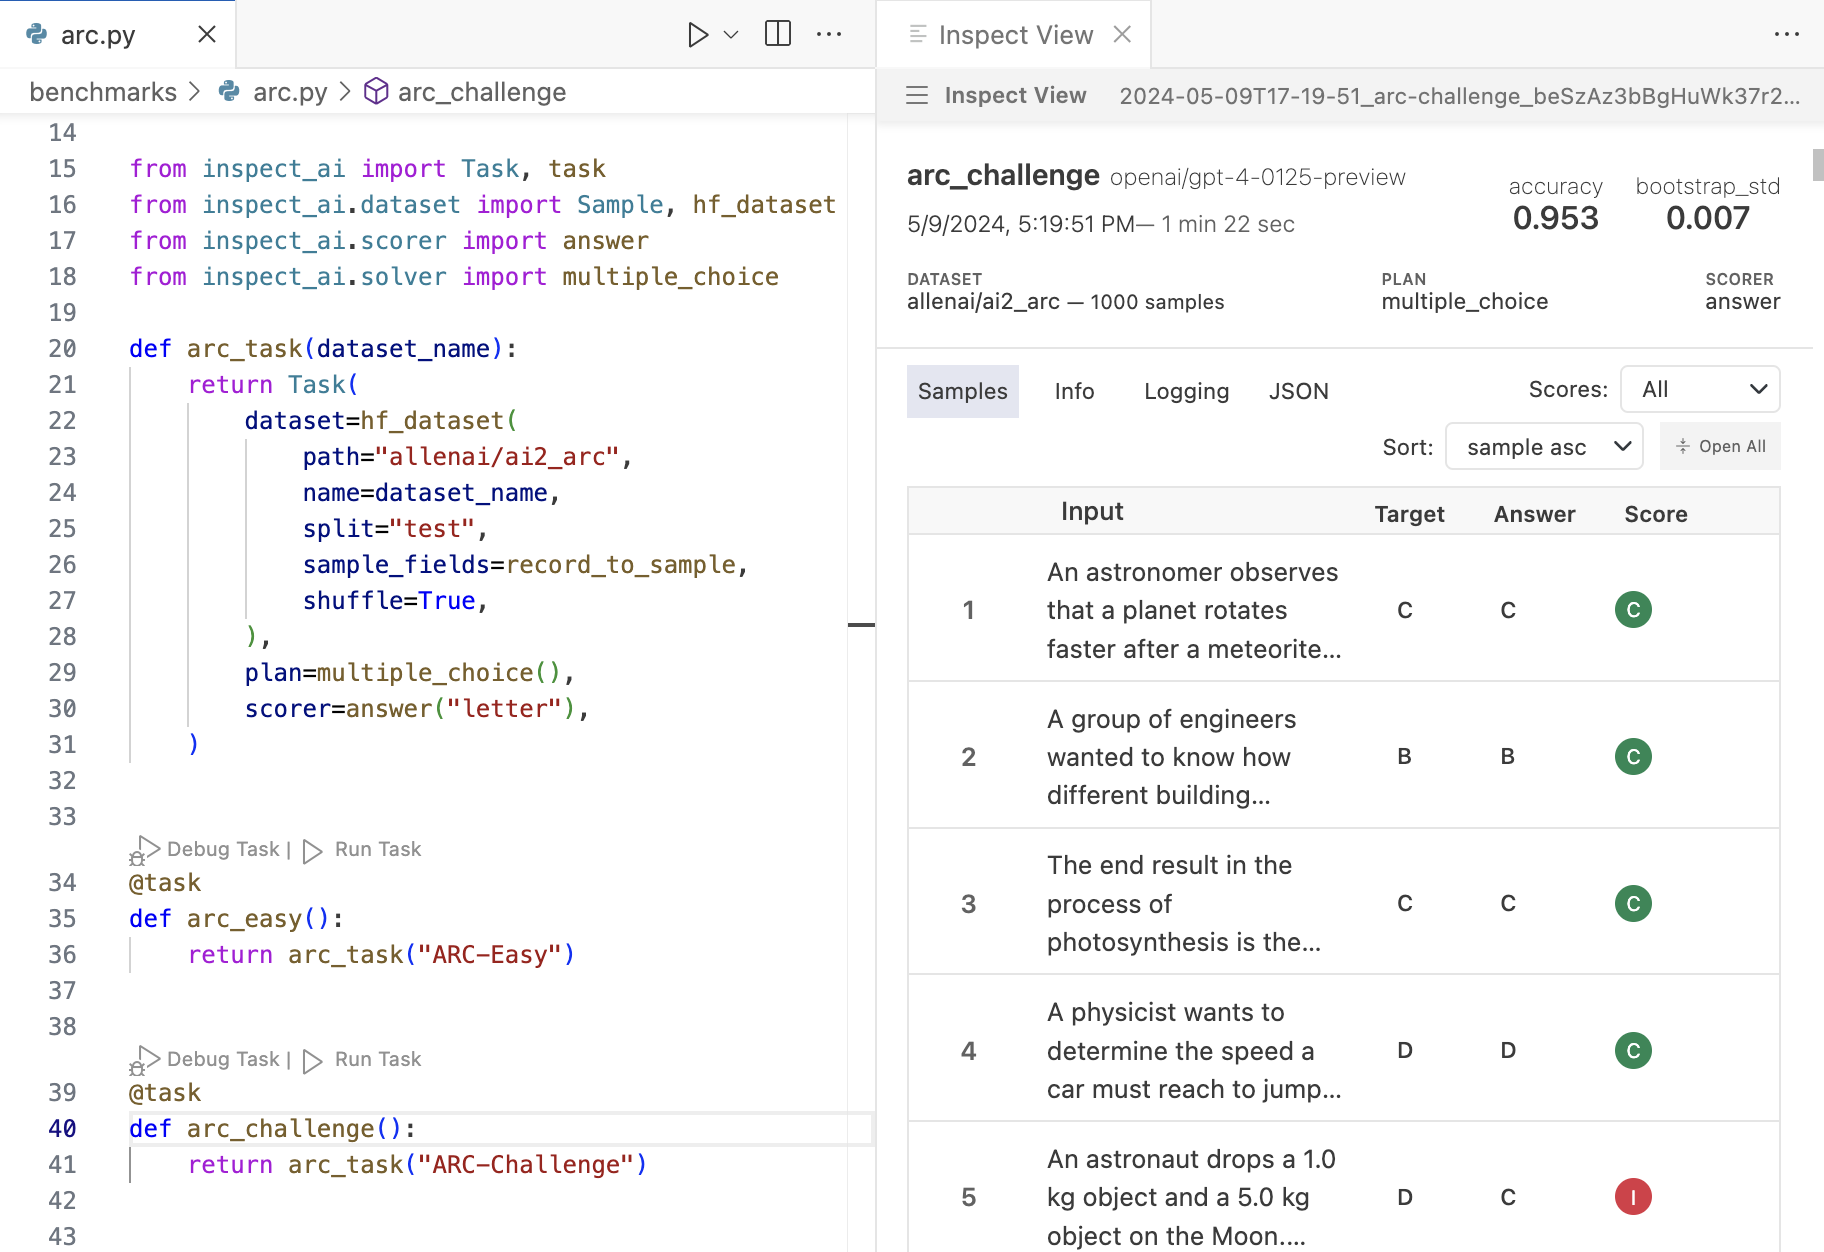 arc.py
benchmarks > arc.py > arc_challenge
14
15 from inspect_ai import Task, task
16 from inspect_ai.dataset import Sample, hf_dataset
17 from inspect_ai.scorer import answer
18 from inspect_ai.solver import multiple_choice
19
20 def arc_task(dataset_name):
21 return Task(
22 dataset=hf_dataset(
23 path="allenai/ai2_arc",
24 name=dataset_name,
25 split="test",
26 sample_fields=record_to_sample,
27 shuffle=True,
28 ),
29 plan=multiple_choice(),
30 scorer=answer("letter"),
31 )
32
33
Debug Task | Run Task
34 @task
35 def arc_easy():
36 return arc_task("ARC-Easy")
37
38
Debug Task | Run Task
39 @task
40 def arc_challenge():
41 return arc_task("ARC-Challenge")
42
43
Inspect View
Inspect View 2024-05-09T17-19-51_arc-challenge_beSzAz3bBgHuWk37r2...
arc_challenge openai/gpt-4-0125-preview
5/9/2024, 5:19:51 PM— 1 min 22 sec
accuracy bootstrap_std
0.953 0.007
DATASET PLAN SCORER
allenai/ai2_arc — 1000 samples multiple_choice answer
Samples Info Logging JSON Scores: All
Sort: sample asc Open All
Input Target Answer Score
An astronomer observes
1 that a planet rotates C C C
faster after a meteorite...
A group of engineers
2 wanted to know how B B C
different building...
The end result in the
3 process of C C C
photosynthesis is the...
A physicist wants to
4 determine the speed a D D C
car must reach to jump...
An astronaut drops a 1.0
5 kg object and a 5.0 kg D C I
object on the Moon....